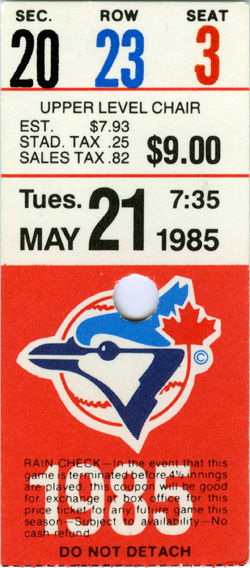 SEC. ROW SEAT
20 23 3
UPPER LEVEL CHAIR
EST. $7.93
STAD. TAX .25
SALES TAX .82 $9.00
Tues. 7:35
MAY 21 1985
©
RAIN CHECK—In the event that this
game is terminated before 4½ innings
are played, this coupon will be good
for exchange at box office for this
price ticket for any future game this
season—Subject to availability—No
cash refund
1985
DO NOT DETACH